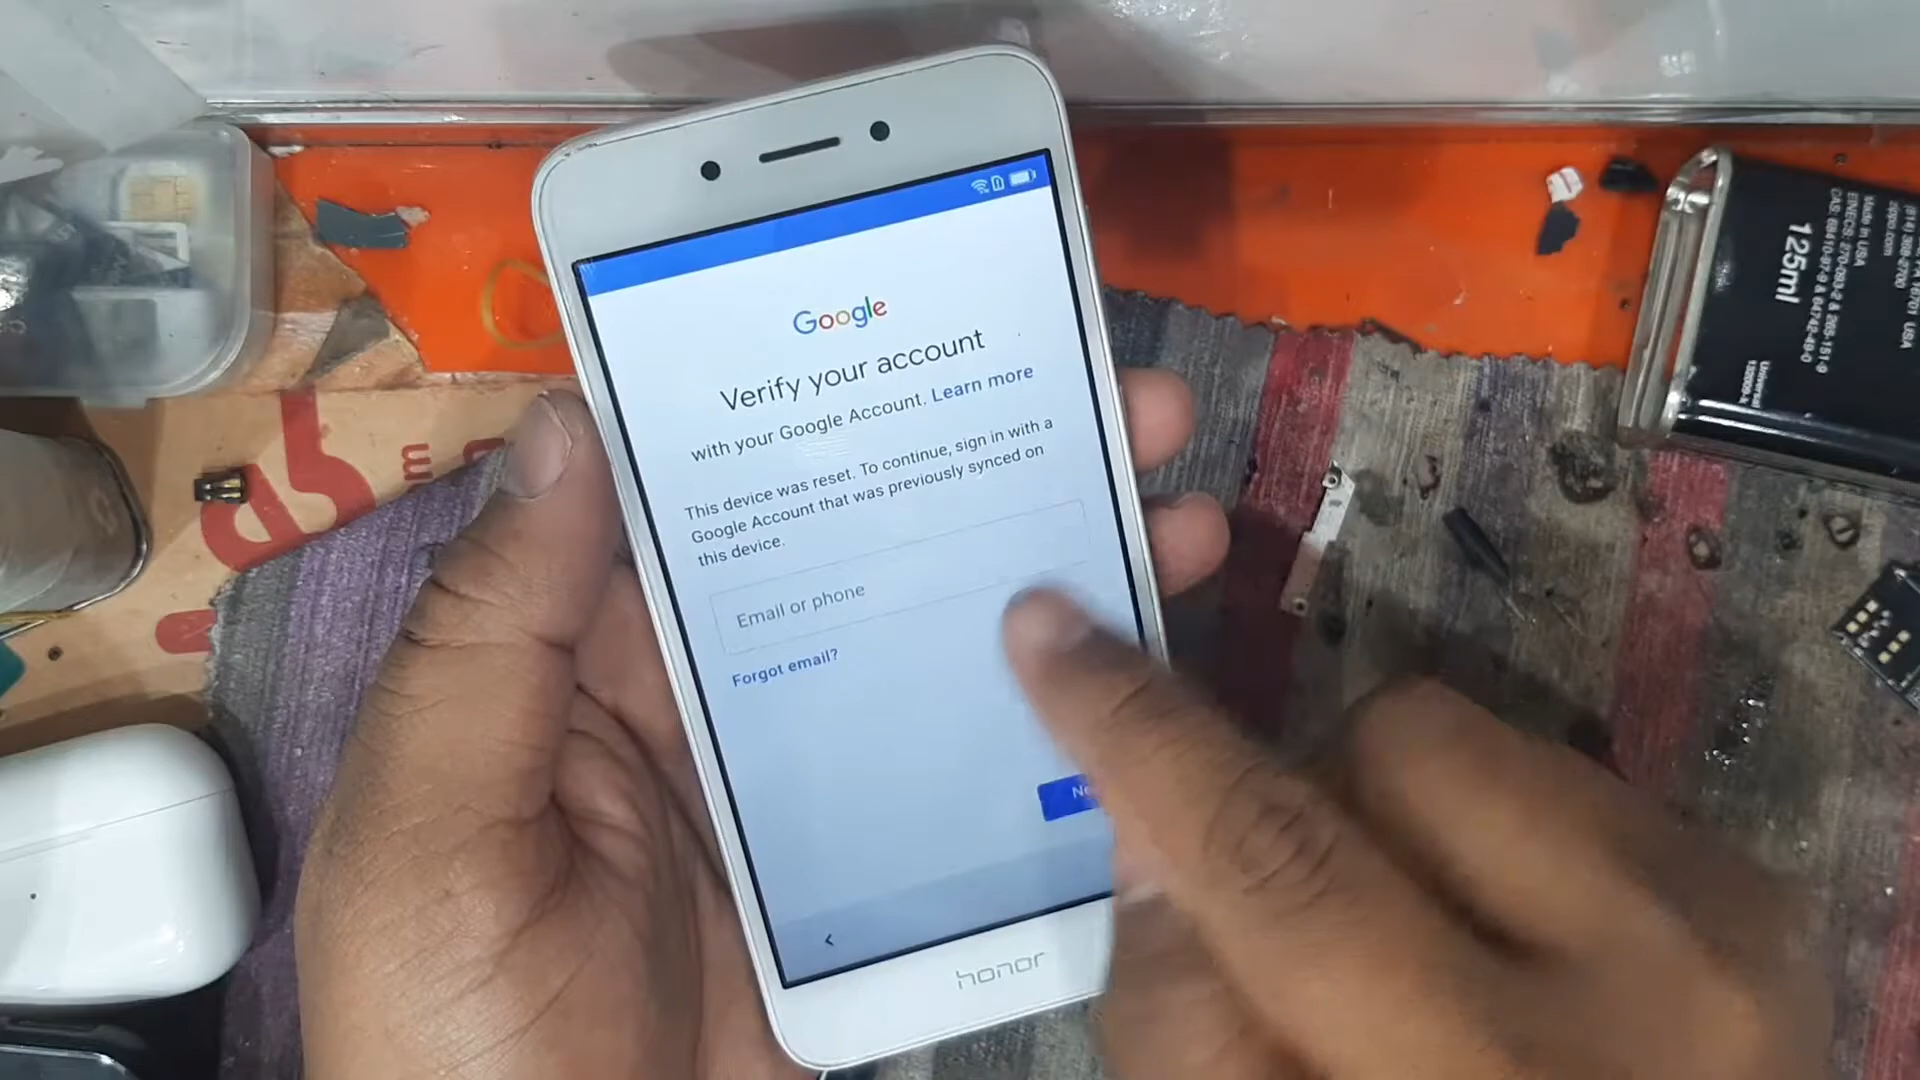 Google
Verify your account
with your Google Account. Learn more
This device was reset. To continue, sign in with a
Google Account that was previously synced on
this device.
Email or phone
Forgot email?
honor
125ml
Made in USA
zippo.com